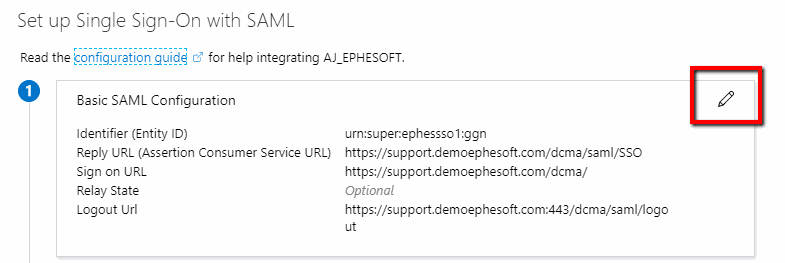 Set up Single Sign-On with SAML
Read the configuration guide for help integrating AJ_EPHESOFT.
1
Basic SAML Configuration
Identifier (Entity ID) urn:super:ephessso1:ggn
Reply URL (Assertion Consumer Service URL) https://support.demoephesoft.com/dcma/saml/SSO
Sign on URL https://support.demoephesoft.com/dcma/
Relay State Optional
Logout Url https://support.demoephesoft.com:443/dcma/saml/logo
ut